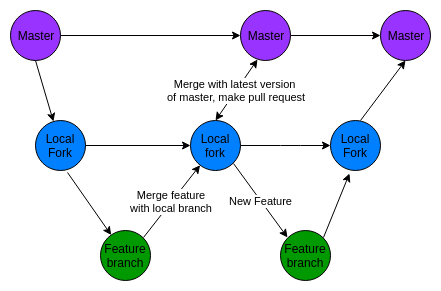 Master
Master
Master
Merge with latest version
of master, make pull request
Local
Fork
Local
fork
Local
Fork
Merge feature
with local branch
New Feature
Feature
branch
Feature
branch